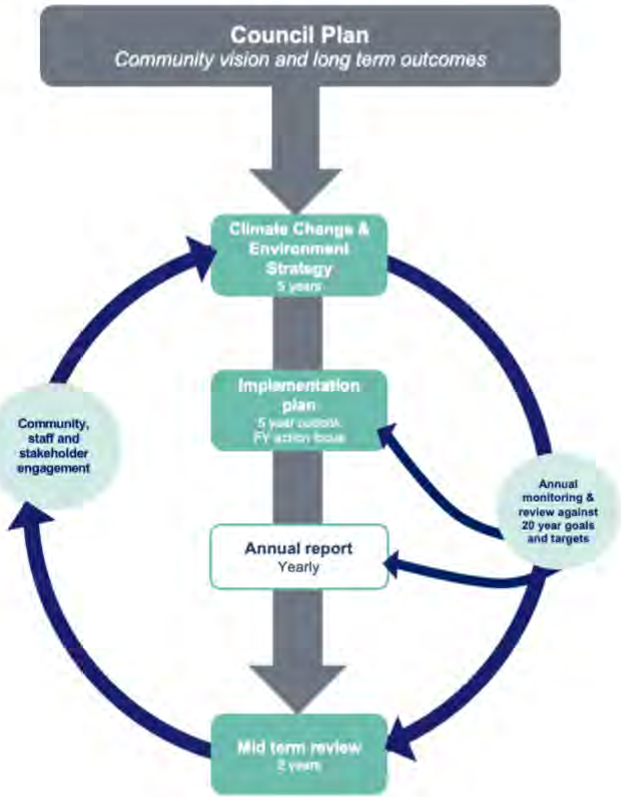 Council Plan
Community vision and long term outcomes
Climate Change &
Environment
Strategy
5 years
Implementation
plan
5 year outlook
FY action focus
Community,
staff and
stakeholder
engagement
Annual
monitoring &
review against
20 year goals
and targets
Annual report
Yearly
Mid term review
2 years